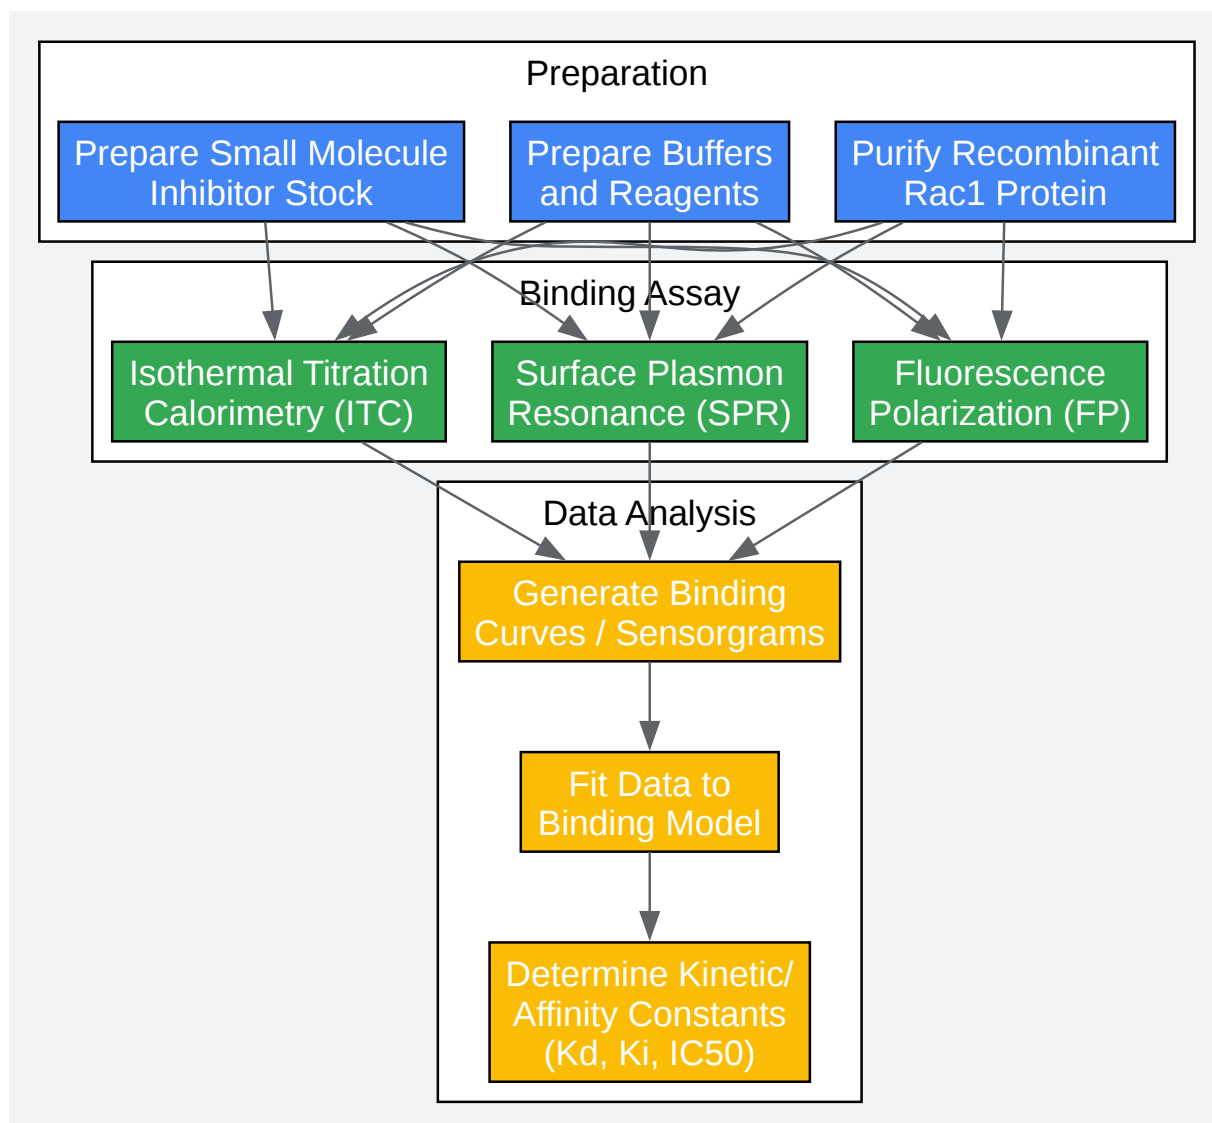 Preparation
Prepare Small Molecule
Inhibitor Stock
Prepare Buffers
and Reagents
Purify Recombinant
Rac1 Protein
Binding Assay
Isothermal Titration
Calorimetry (ITC)
Surface Plasmon
Resonance (SPR)
Fluorescence
Polarization (FP)
Data Analysis
Generate Binding
Curves / Sensorgrams
Fit Data to
Binding Model
Determine Kinetic/
Affinity Constants
(Kd, Ki, IC50)